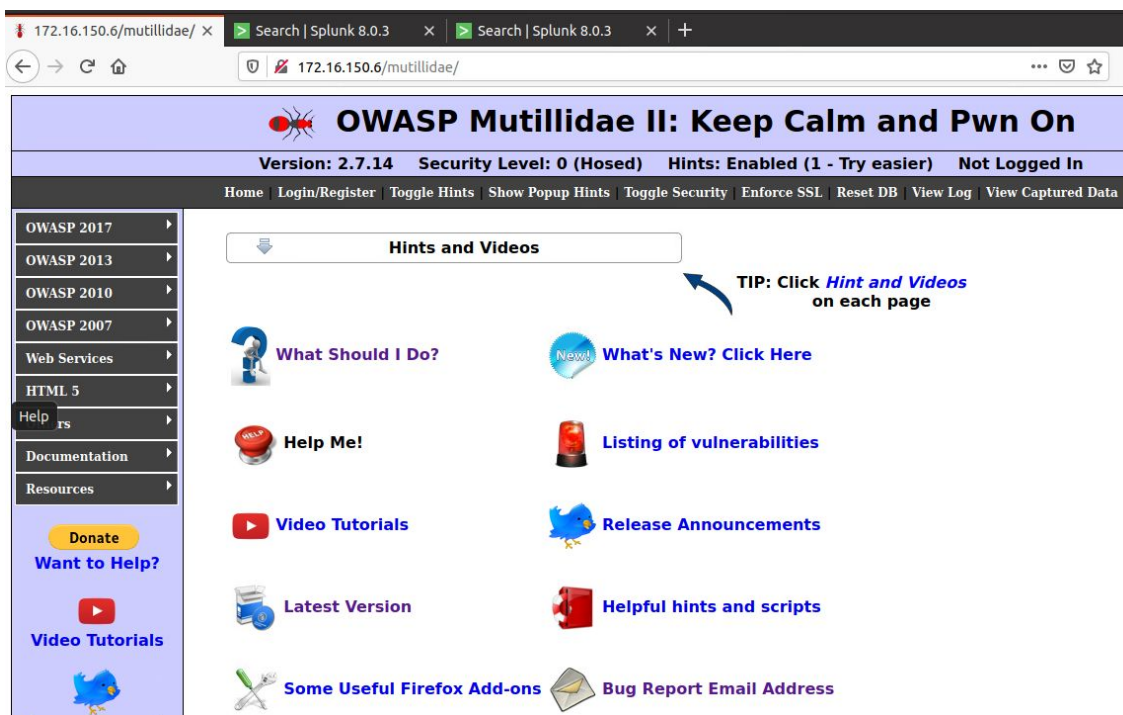 172.16.150.6/mutillidae/
Search | Splunk 8.0.3
Search | Splunk 8.0.3
172.16.150.6/mutillidae/
OWASP Mutillidae II: Keep Calm and Pwn On
Version: 2.7.14 Security Level: 0 (Hosed) Hints: Enabled (1 - Try easier) Not Logged In
Home | Login/Register | Toggle Hints | Show Popup Hints | Toggle Security | Enforce SSL | Reset DB | View Log | View Captured Data
OWASP 2017
OWASP 2013
OWASP 2010
OWASP 2007
Web Services
HTML 5
Help
rs
Documentation
Resources
Donate
Want to Help?
Video Tutorials
Hints and Videos
TIP: Click Hint and Videos
on each page
What Should I Do?
New!
What's New? Click Here
HELP
Help Me!
Listing of vulnerabilities
Video Tutorials
Release Announcements
Latest Version
Helpful hints and scripts
Some Useful Firefox Add-ons
Bug Report Email Address